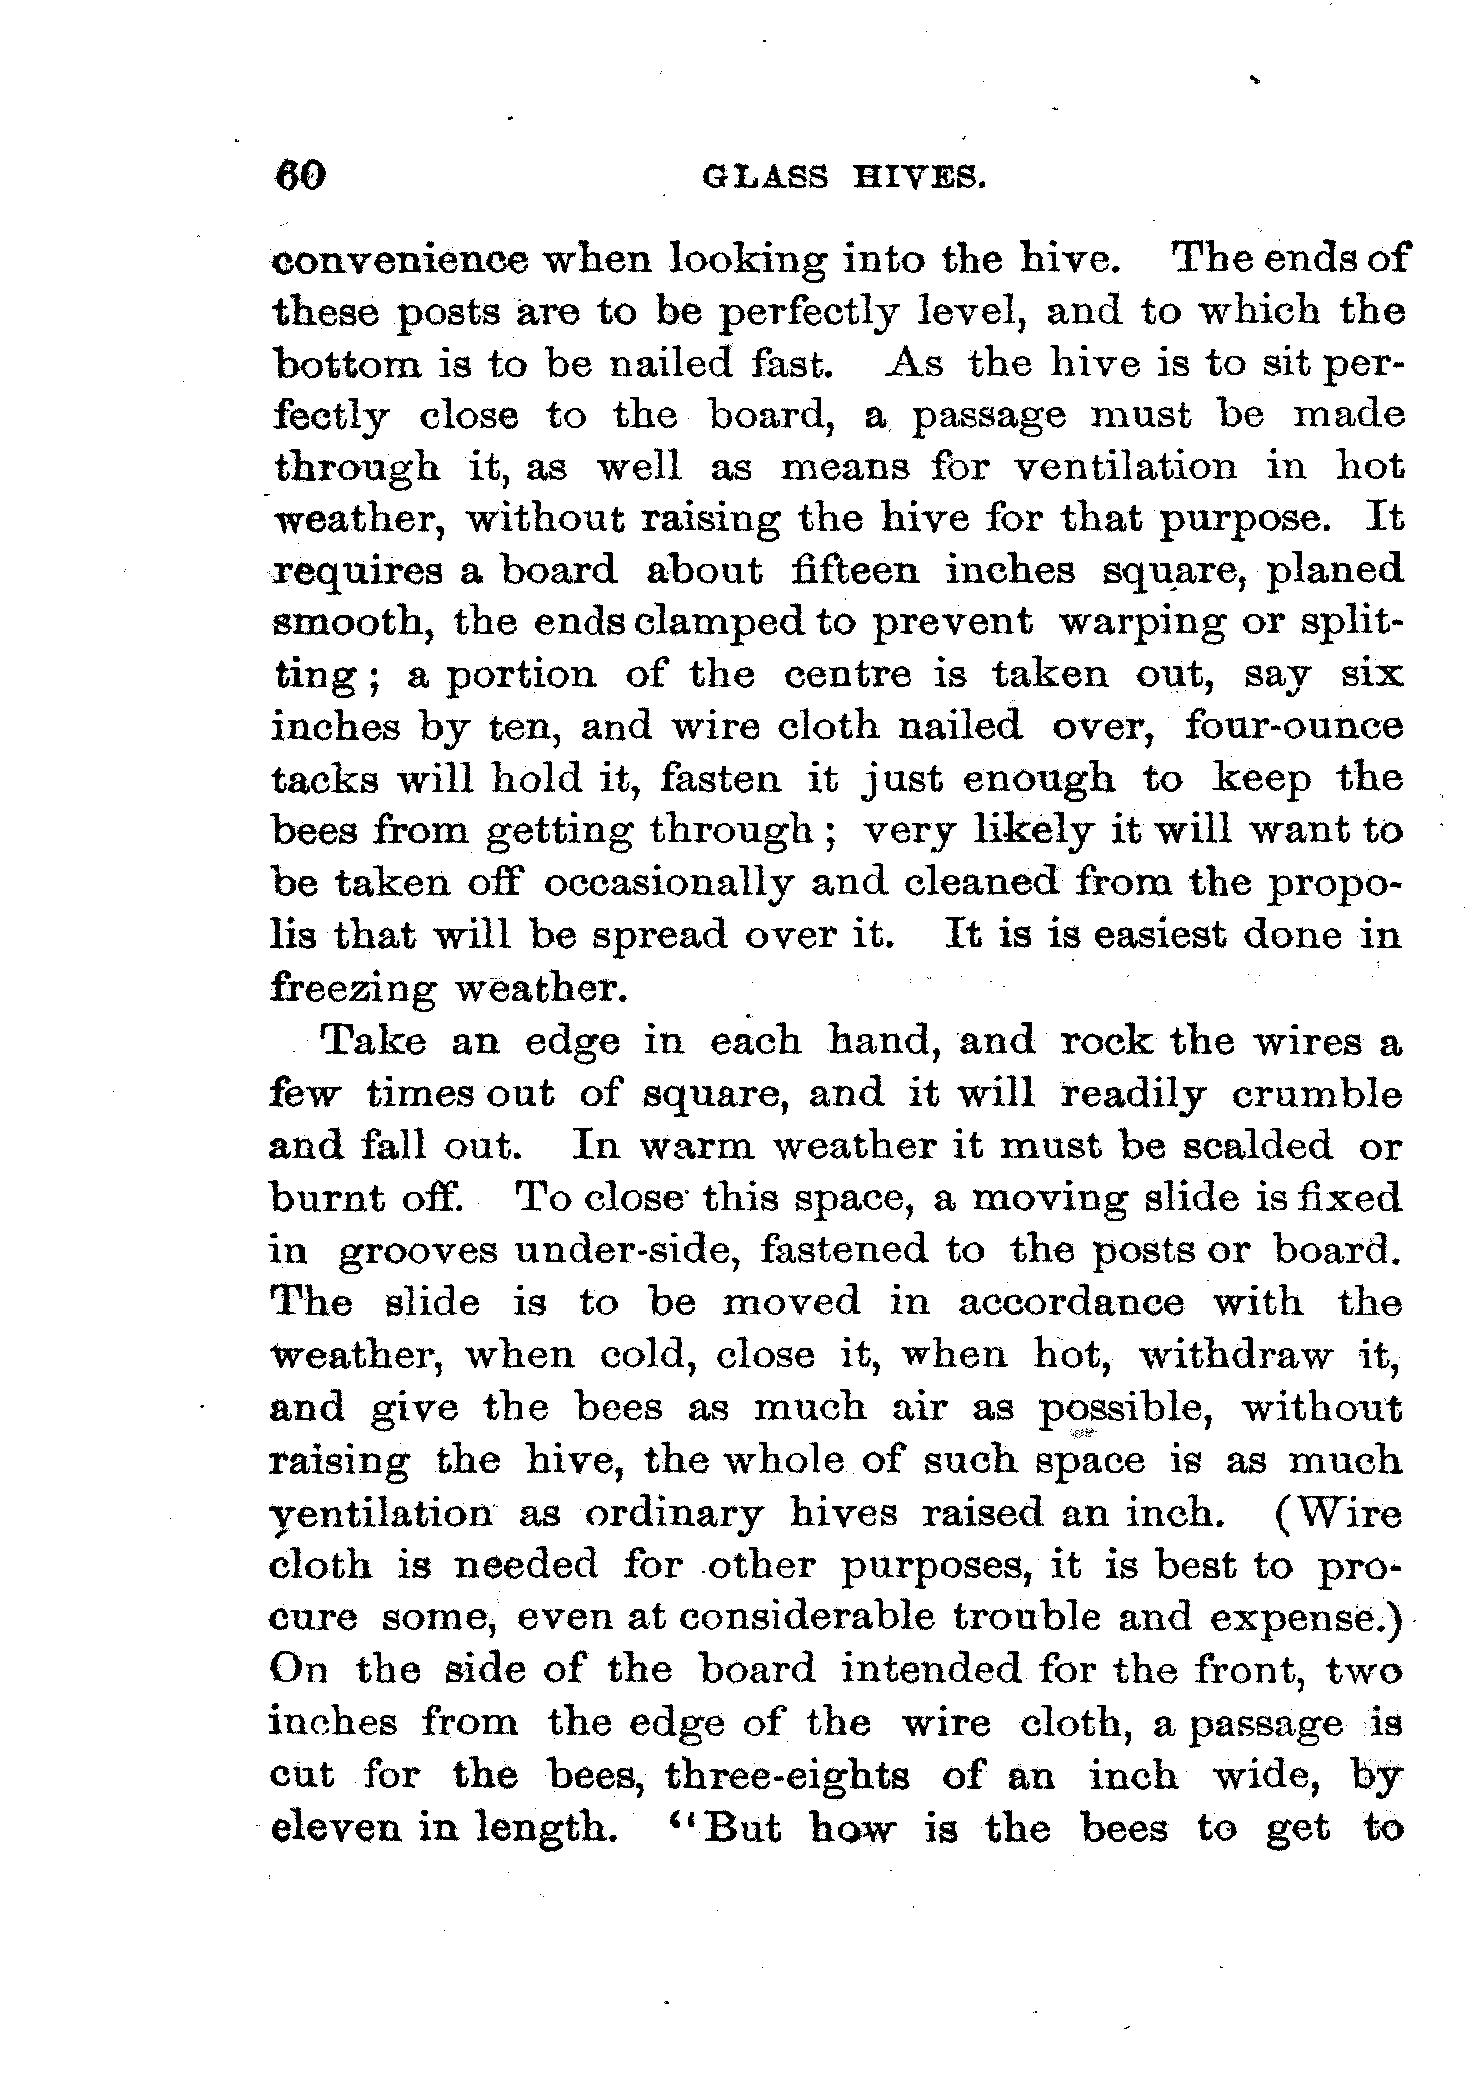 60 GLASS HIVES.
convenience when looking into the hive. The ends of
these posts are to be perfectly level, and to which the
bottom is to be nailed fast. As the hive is to sit per-
fectly close to the board, a passage must be made
through it, as well as means for ventilation in hot
weather, without raising the hive for that purpose. It
requires a board about fifteen inches square, planed
smooth, the ends clamped to prevent warping or split-
ting; a portion of the centre is taken out, say six
inches by ten, and wire cloth nailed over, four-ounce
tacks will hold it, fasten it just enough to keep the
bees from getting through; very likely it will want to
be taken off occasionally and cleaned from the propo-
lis that will be spread over it. It is is easiest done in
freezing weather.
Take an edge in each hand, and rock the wires a
few times out of square, and it will readily crumble
and fall out. In warm weather it must be scalded or
burnt off. To close this space, a moving slide is fixed
in grooves under-side, fastened to the posts or board.
The slide is to be moved in accordance with the
weather, when cold, close it, when hot, withdraw it,
and give the bees as much air as possible, without
raising the hive, the whole of such space is as much
ventilation as ordinary hives raised an inch. (Wire
cloth is needed for other purposes, it is best to pro-
cure some, even at considerable trouble and expense.)
On the side of the board intended for the front, two
inches from the edge of the wire cloth, a passage is
cut for the bees, three-eights of an inch wide, by
eleven in length. "But how is the bees to get to